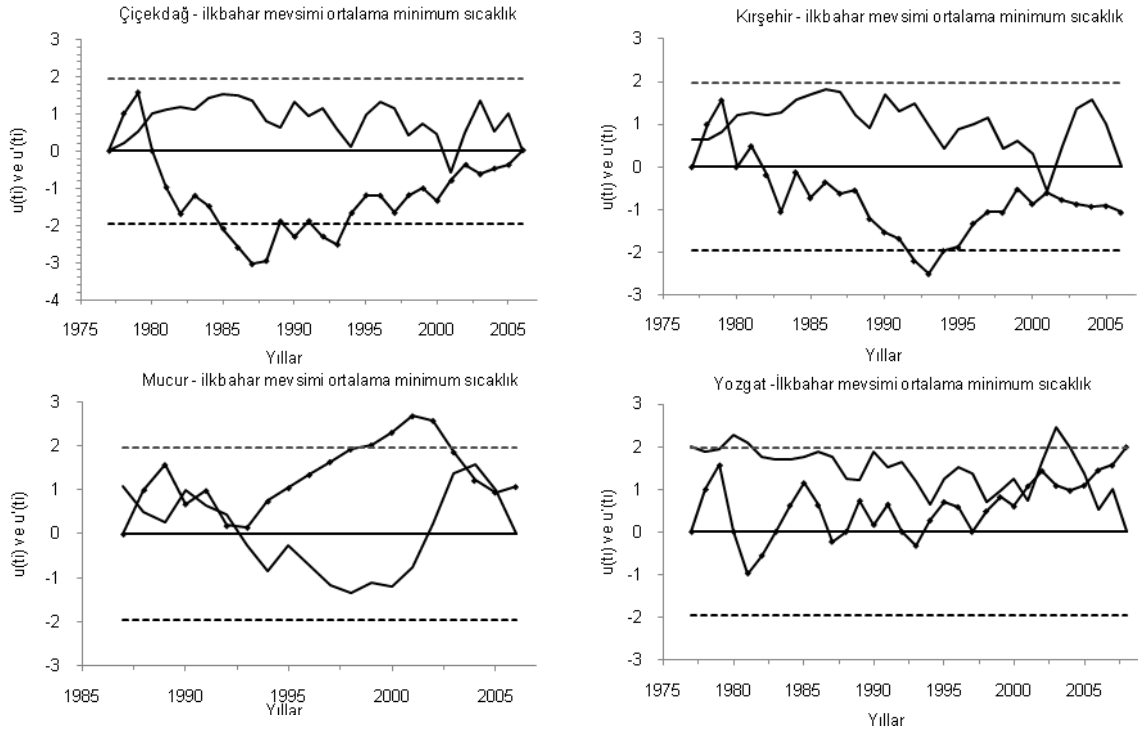 Çiçekdağ - ilkbahar mevsimi ortalama minimum sıcaklık
3
2
1
0
-1
-2
-3
-4
u(ti) ve u'(ti)
1975 1980 1985 1990 1995 2000 2005
Yıllar
Kırşehir - ilkbahar mevsimi ortalama minimum sıcaklık
3
2
1
0
-1
-2
-3
u(ti) ve u'(ti)
1975 1980 1985 1990 1995 2000 2005
Yıllar
Mucur - ilkbahar mevsimi ortalama minimum sıcaklık
3
2
1
0
-1
-2
-3
u(ti) ve u'(ti)
1985 1990 1995 2000 2005
Yıllar
Yozgat -İlkbahar mevsimi ortalama minimum sıcaklık
3
2
1
0
1
-2
-3
u(ti) ve u'(ti)
1975 1980 1985 1990 1995 2000 2005
Yıllar